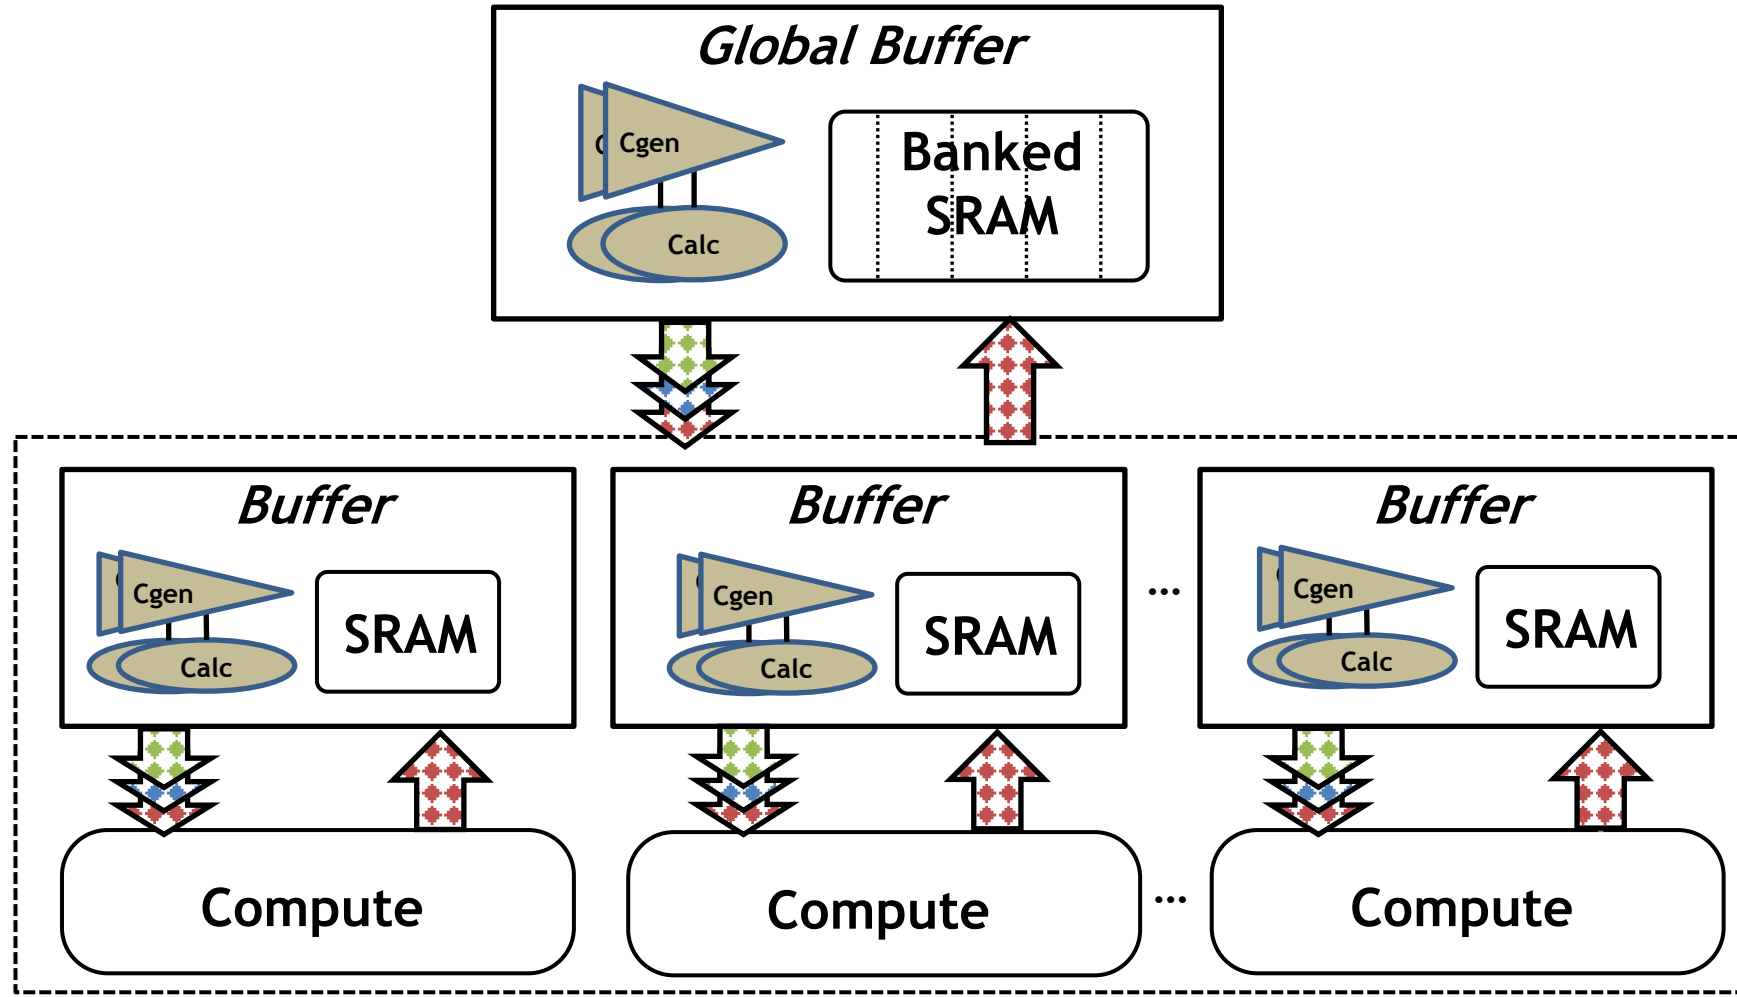 Global Buffer
Cgen
Calc
Banked
SRAM
Buffer
Cgen
Calc
SRAM
Buffer
Cgen
Calc
SRAM
...
Buffer
Cgen
Calc
SRAM
Compute
Compute
...
Compute